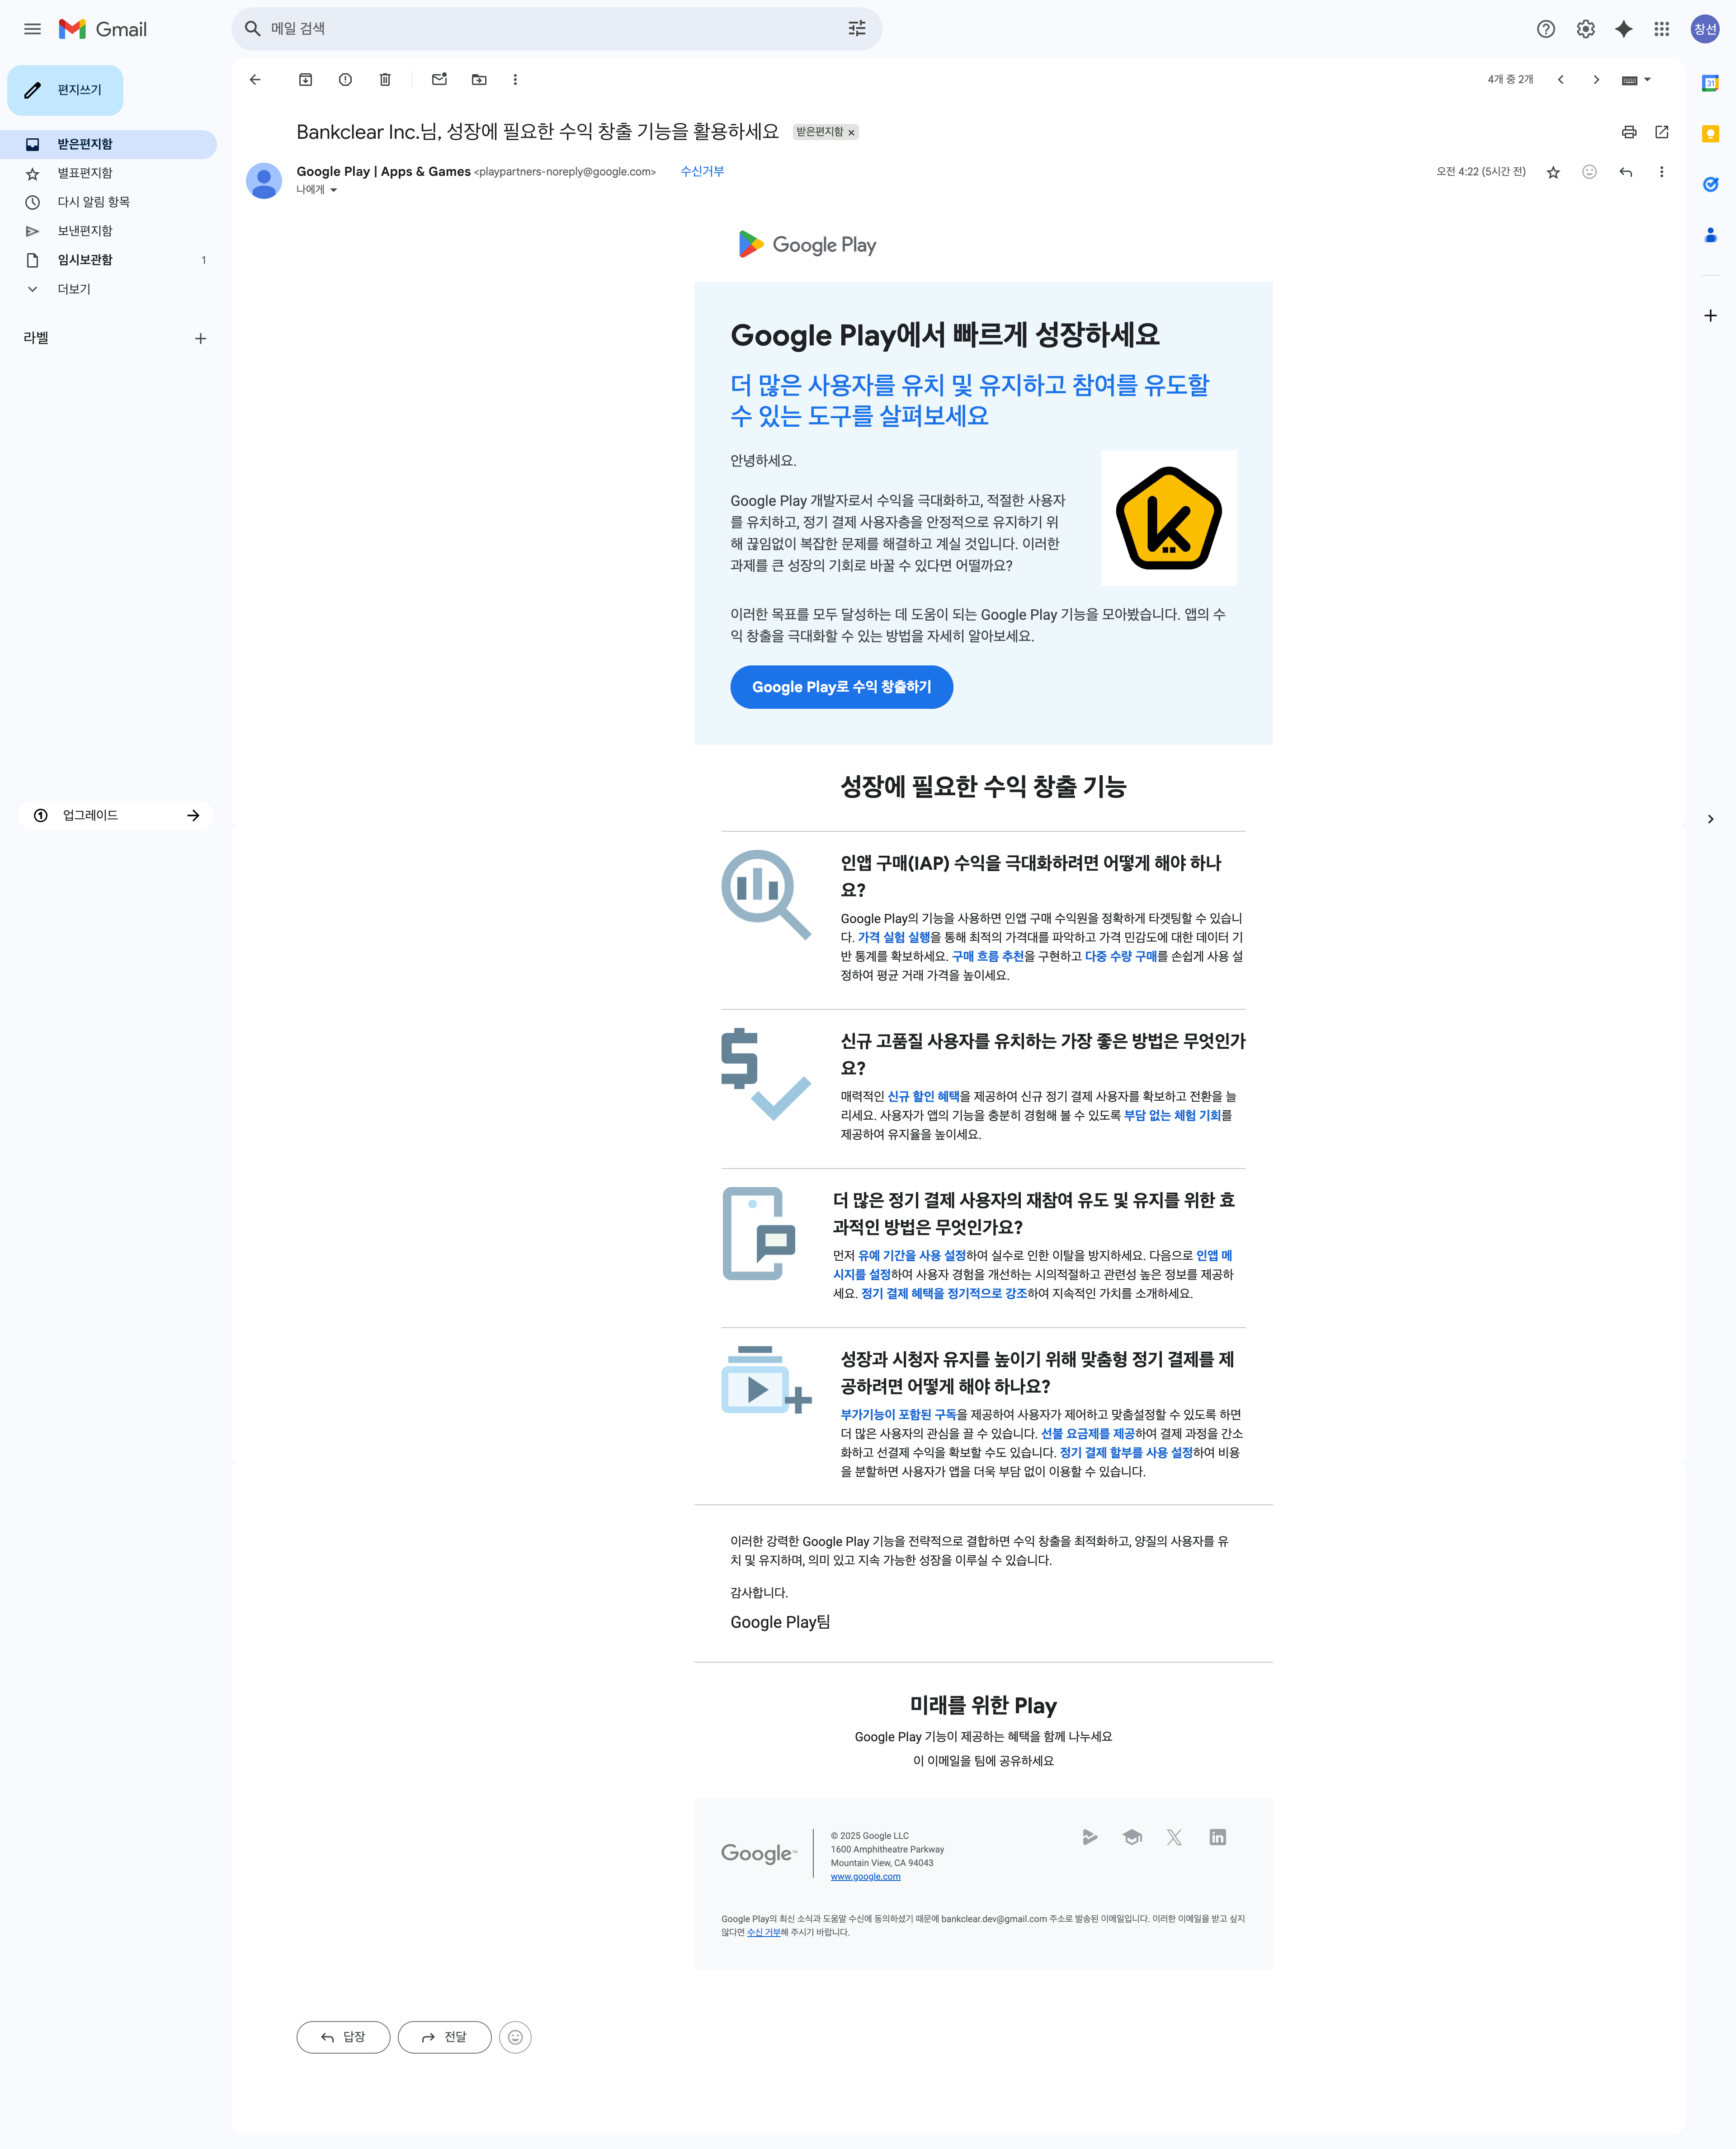 Gmail
메일 검색
창선
편지쓰기
받은편지함
별표편지함
다시 알림 항목
보낸편지함
임시보관함 1
더보기
라벨
업그레이드
4개 중 2개
31
Bankclear Inc.님, 성장에 필요한 수익 창출 기능을 활용하세요 받은편지함
Google Play | Apps & Games <playpartners-noreply@google.com> 수신거부
오전 4:22 (5시간 전)
나에게
Google Play
Google Play에서 빠르게 성장하세요
더 많은 사용자를 유치 및 유지하고 참여를 유도할
수 있는 도구를 살펴보세요
안녕하세요.
Google Play 개발자로서 수익을 극대화하고, 적절한 사용자
를 유치하고, 정기 결제 사용자층을 안정적으로 유지하기 위
해 끊임없이 복잡한 문제를 해결하고 계실 것입니다. 이러한
과제를 큰 성장의 기회로 바꿀 수 있다면 어떨까요?
k
이러한 목표를 모두 달성하는 데 도움이 되는 Google Play 기능을 모아봤습니다. 앱의 수
익 창출을 극대화할 수 있는 방법을 자세히 알아보세요.
Google Play로 수익 창출하기
성장에 필요한 수익 창출 기능
인앱 구매(IAP) 수익을 극대화하려면 어떻게 해야 하나
요?
Google Play의 기능을 사용하면 인앱 구매 수익원을 정확하게 타겟팅할 수 있습니
다. 가격 실험 실행을 통해 최적의 가격대를 파악하고 가격 민감도에 대한 데이터 기
반 통계를 확보하세요. 구매 흐름 추천을 구현하고 다중 수량 구매를 손쉽게 사용 설
정하여 평균 거래 가격을 높이세요.
신규 고품질 사용자를 유치하는 가장 좋은 방법은 무엇인가
요?
매력적인 신규 할인 혜택을 제공하여 신규 정기 결제 사용자를 확보하고 전환을 늘
리세요. 사용자가 앱의 기능을 충분히 경험해 볼 수 있도록 부담 없는 체험 기회를
제공하여 유지율을 높이세요.
더 많은 정기 결제 사용자의 재참여 유도 및 유지를 위한 효
과적인 방법은 무엇인가요?
먼저 유예 기간을 사용 설정하여 실수로 인한 이탈을 방지하세요. 다음으로 인앱 메
시지를 설정하여 사용자 경험을 개선하는 시의적절하고 관련성 높은 정보를 제공하
세요. 정기 결제 혜택을 정기적으로 강조하여 지속적인 가치를 소개하세요.
성장과 시청자 유지를 높이기 위해 맞춤형 정기 결제를 제
공하려면 어떻게 해야 하나요?
부가기능이 포함된 구독을 제공하여 사용자가 제어하고 맞춤설정할 수 있도록 하면
더 많은 사용자의 관심을 끌 수 있습니다. 선불 요금제를 제공하여 결제 과정을 간소
화하고 선결제 수익을 확보할 수도 있습니다. 정기 결제 할부를 사용 설정하여 비용
을 분할하면 사용자가 앱을 더욱 부담 없이 이용할 수 있습니다.
이러한 강력한 Google Play 기능을 전략적으로 결합하면 수익 창출을 최적화하고, 양질의 사용자를 유
치 및 유지하며, 의미 있고 지속 가능한 성장을 이루실 수 있습니다.
감사합니다.
Google Play팀
미래를 위한 Play
Google Play 기능이 제공하는 혜택을 함께 나누세요
이 이메일을 팀에 공유하세요
Google
© 2025 Google LLC
1600 Amphitheatre Parkway
Mountain View, CA 94043
www.google.com
Google Play의 최신 소식과 도움말 수신에 동의하셨기 때문에 bankclear.dev@gmail.com 주소로 발송된 이메일입니다. 이러한 이메일을 받고 싶지
않다면 수신 거부해 주시기 바랍니다.
답장
전달